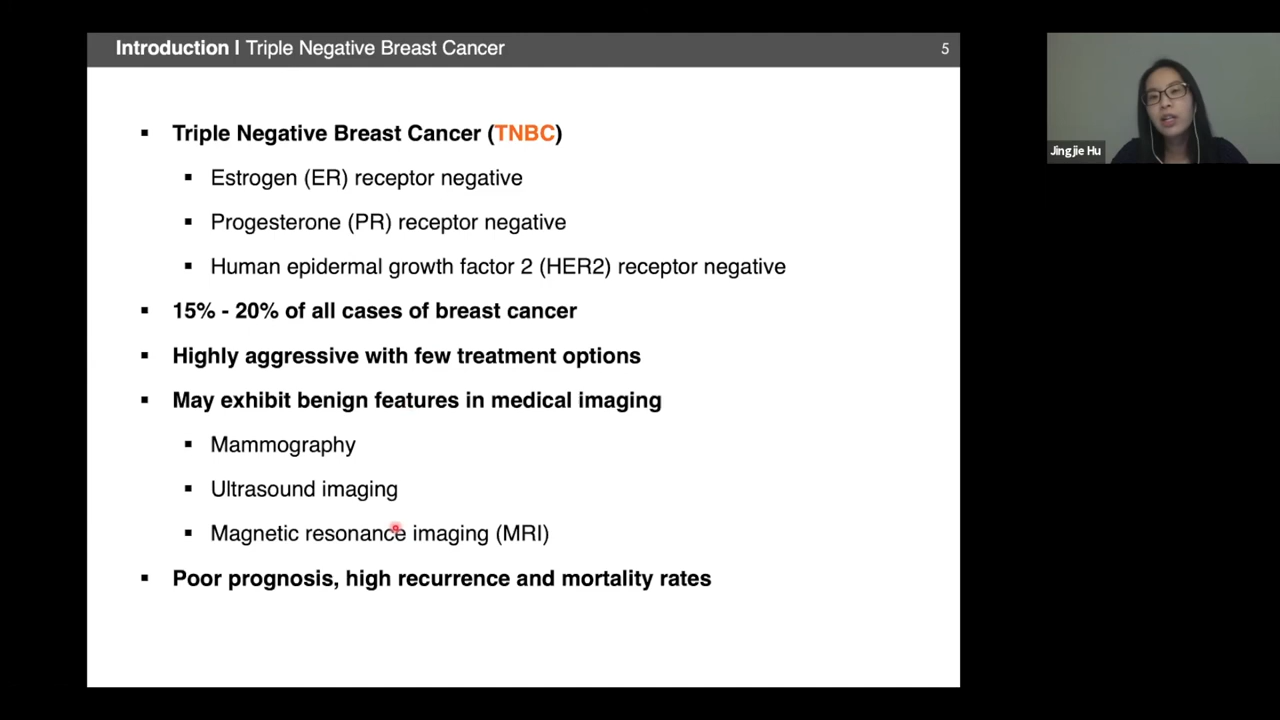 Introduction | Triple Negative Breast Cancer 5
▪ Triple Negative Breast Cancer (TNBC)
▪ Estrogen (ER) receptor negative
▪ Progesterone (PR) receptor negative
▪ Human epidermal growth factor 2 (HER2) receptor negative
▪ 15% - 20% of all cases of breast cancer
▪ Highly aggressive with few treatment options
▪ May exhibit benign features in medical imaging
▪ Mammography
▪ Ultrasound imaging
▪ Magnetic resonance imaging (MRI)
▪ Poor prognosis, high recurrence and mortality rates
Jingjie Hu